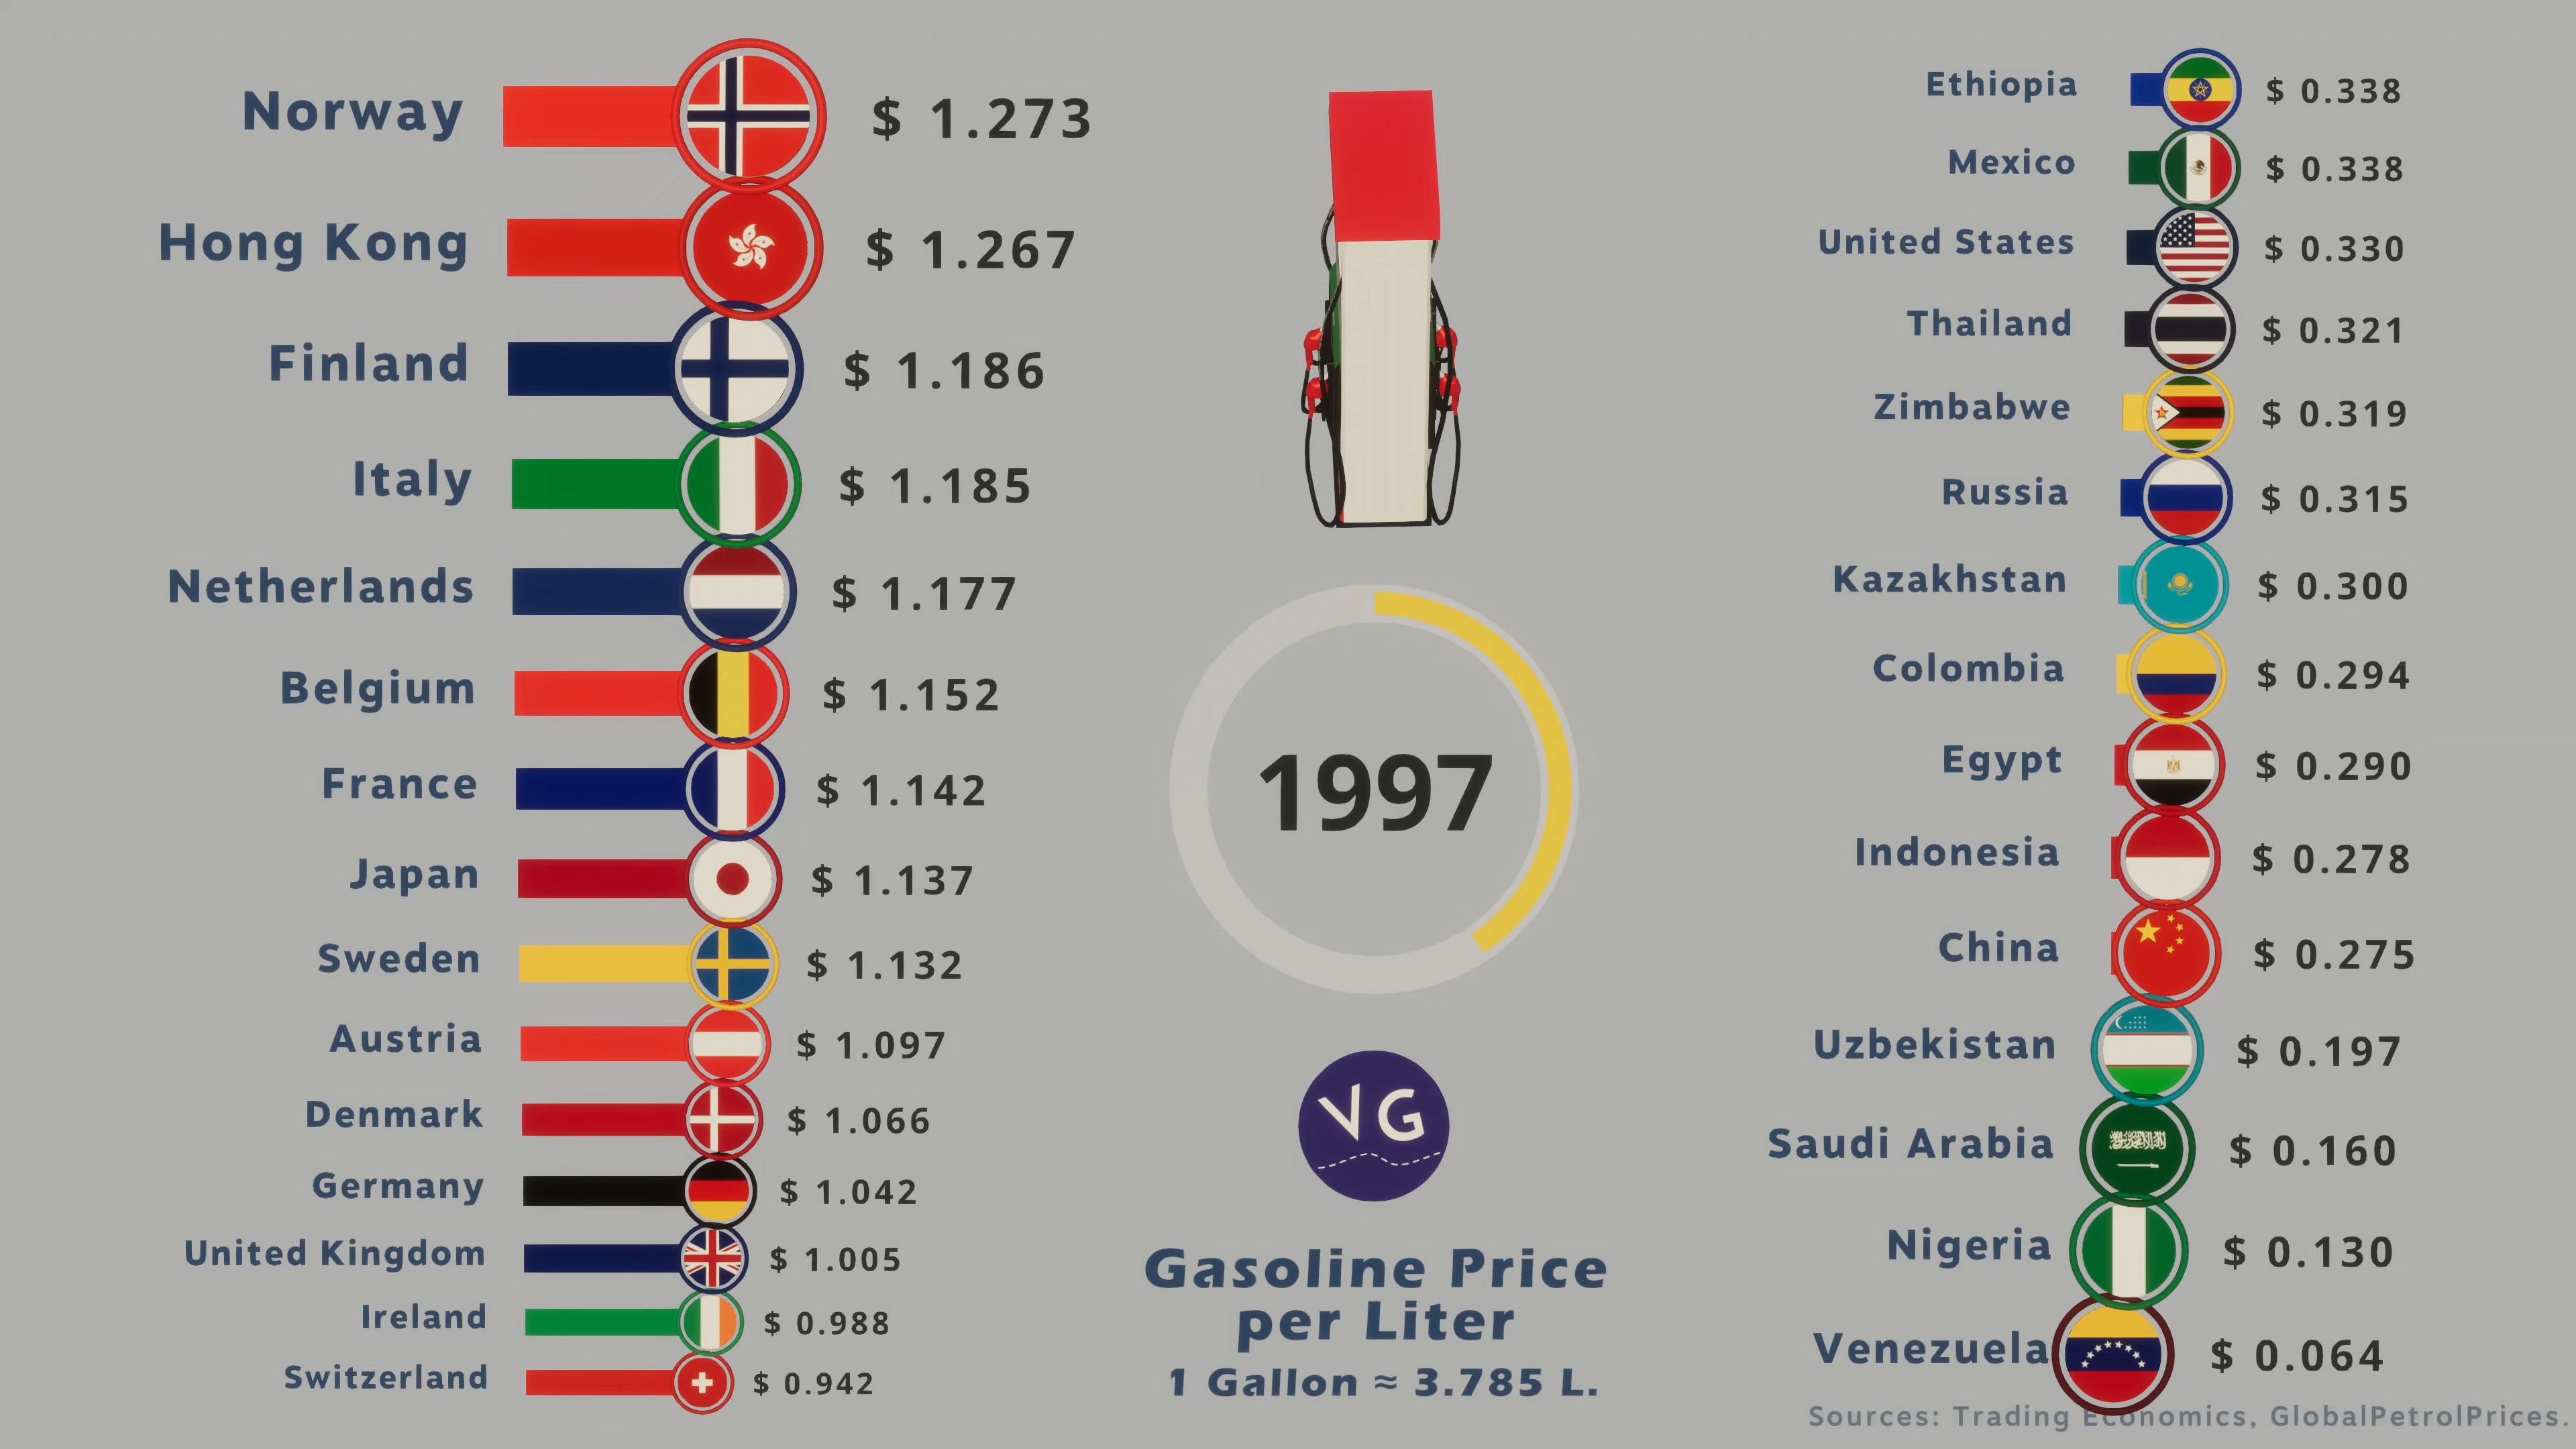 Norway $ 1.273
Hong Kong $ 1.267
Finland $ 1.186
Italy $ 1.185
Netherlands $ 1.177
Belgium $ 1.152
France $ 1.142
Japan $ 1.137
Sweden $ 1.132
Austria $ 1.097
Denmark $ 1.066
Germany $ 1.042
United Kingdom $ 1.005
Ireland $ 0.988
Switzerland $ 0.942
1997
VG
Gasoline Price
per Liter
1 Gallon ≈ 3.785 L.
Ethiopia $ 0.338
Mexico $ 0.338
United States $ 0.330
Thailand $ 0.321
Zimbabwe $ 0.319
Russia $ 0.315
Kazakhstan $ 0.300
Colombia $ 0.294
Egypt $ 0.290
Indonesia $ 0.278
China $ 0.275
Uzbekistan $ 0.197
Saudi Arabia $ 0.160
Nigeria $ 0.130
Venezuela $ 0.064
Sources: Trading Economics, GlobalPetrolPrices.